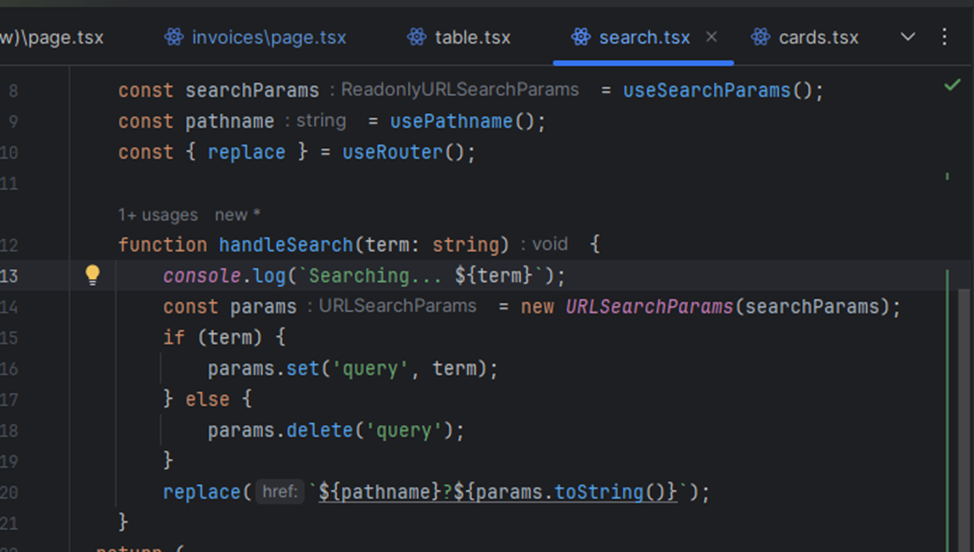 w)\page.tsx invoices\page.tsx table.tsx search.tsx × cards.tsx
8 const searchParams : ReadonlyURLSearchParams = useSearchParams();
9 const pathname : string = usePathname();
10 const { replace } = useRouter();
11
1+ usages new *
12 function handleSearch(term: string) : void {
13 console.log(`Searching... ${term}`);
14 const params : URLSearchParams = new URLSearchParams(searchParams);
15 if (term) {
16 params.set('query', term);
17 } else {
18 params.delete('query');
19 }
20 replace( href: `${pathname}?${params.toString()}`);
21 }
return (